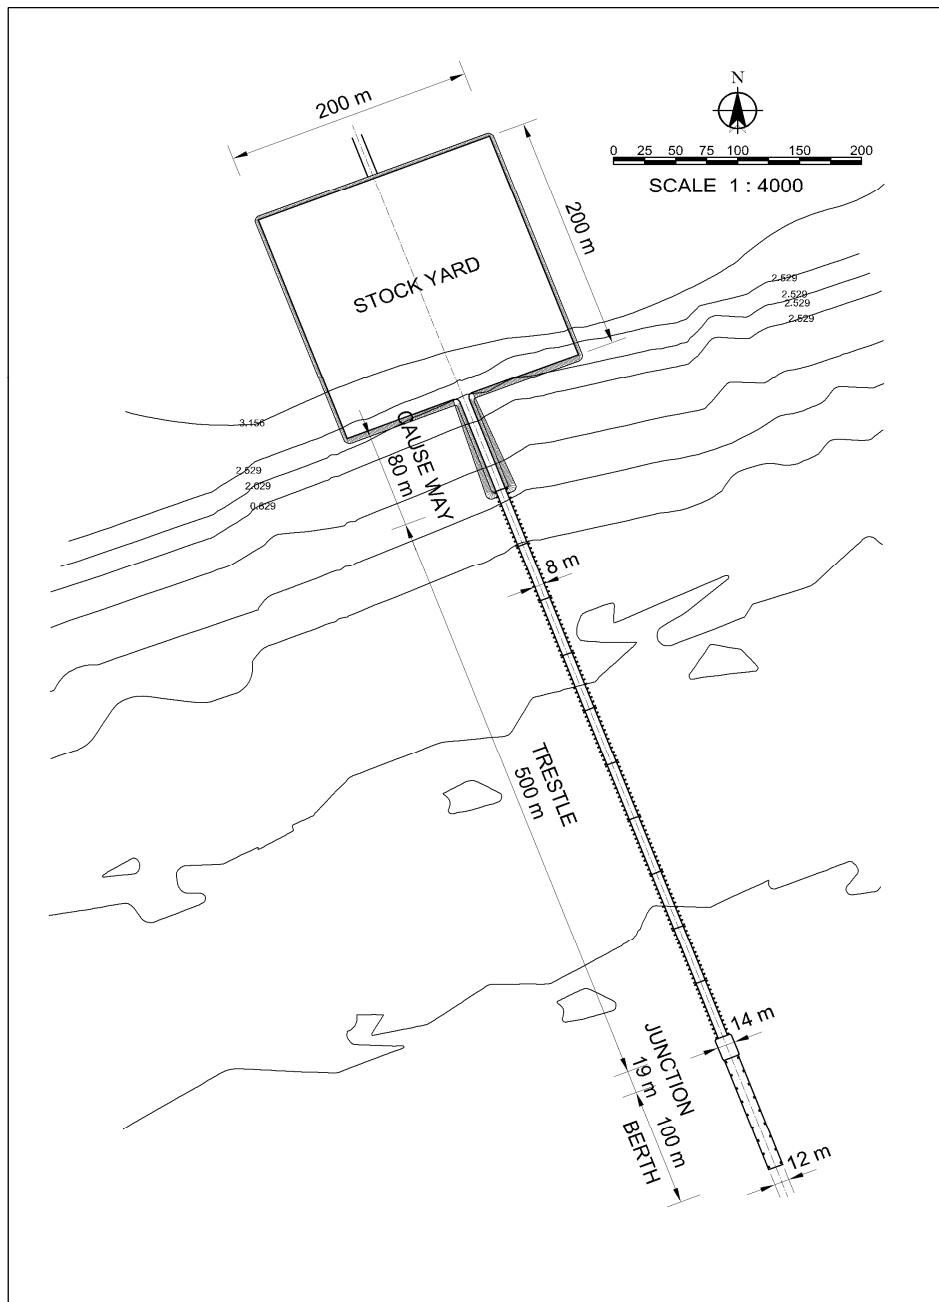 200 m
N
0 25 50 75 100 150 200
SCALE 1 : 4000
200 m
STOCK YARD
2.529
2.529
2.529
2.529
3.156
2.529
2.029
0.629
CAUSE WAY
80 m
8 m
TRESTLE
500 m
14 m
JUNCTION
19 m
100 m
BERTH
12 m